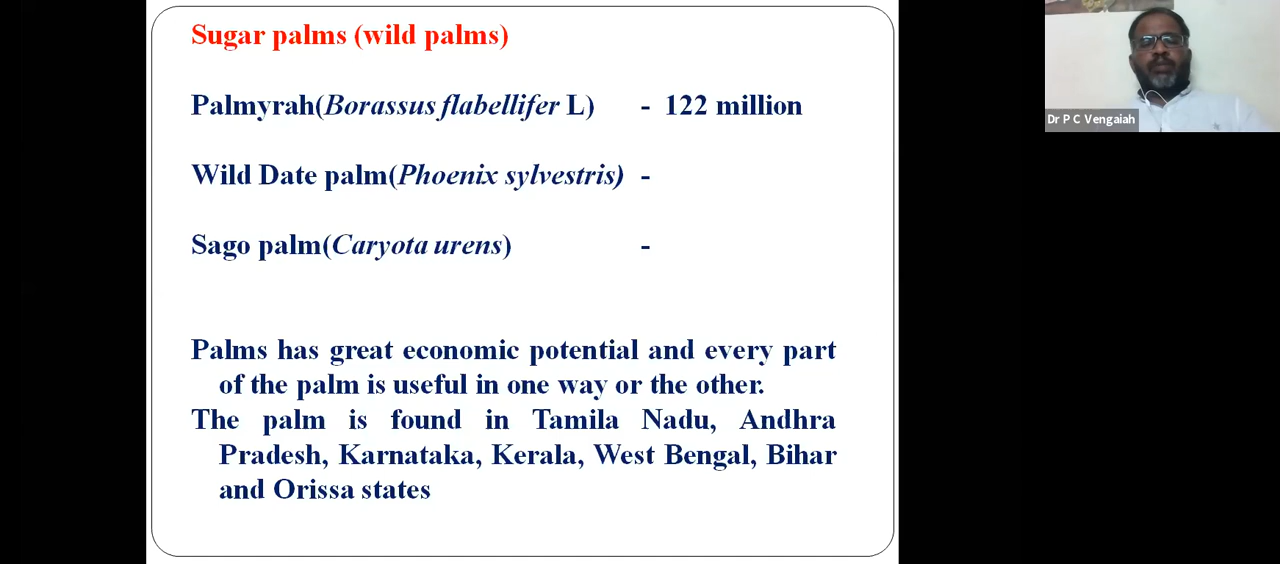 Sugar palms (wild palms)
Palmyrah(Borassus flabellifer L) - 122 million
Wild Date palm(Phoenix sylvestris) -
Sago palm(Caryota urens) -
Palms has great economic potential and every part
of the palm is useful in one way or the other.
The palm is found in Tamila Nadu, Andhra
Pradesh, Karnataka, Kerala, West Bengal, Bihar
and Orissa states
Dr P C Vengaiah